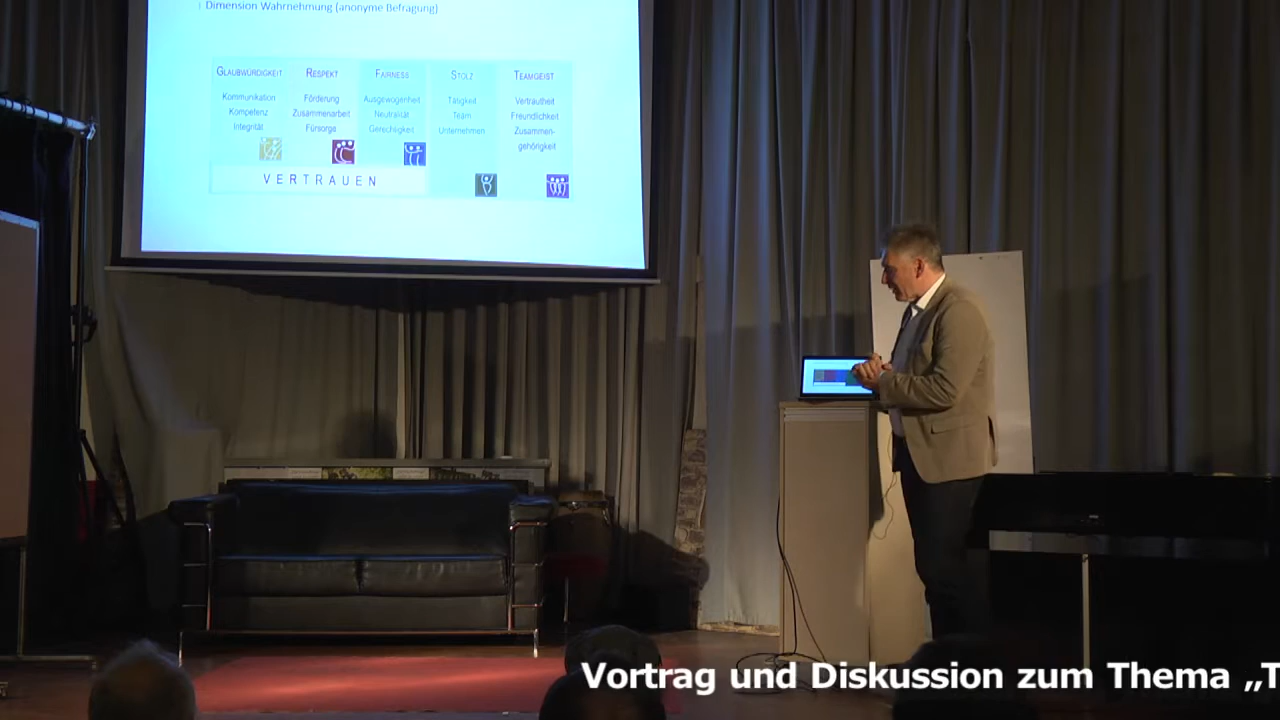 Dimension Wahrnehmung (anonyme Befragung)
GLAUBWÜRDIGKEIT
Kommunikation
Kompetenz
Integrität
RESPEKT
Förderung
Zusammenarbeit
Fürsorge
FAIRNESS
Ausgewogenheit
Neutralität
Gerechtigkeit
STOLZ
Tätigkeit
Team
Unternehmen
TEAMGEIST
Vertrautheit
Freundlichkeit
Zusammen-
gehörigkeit
VERTRAUEN
Vortrag und Diskussion zum Thema „T